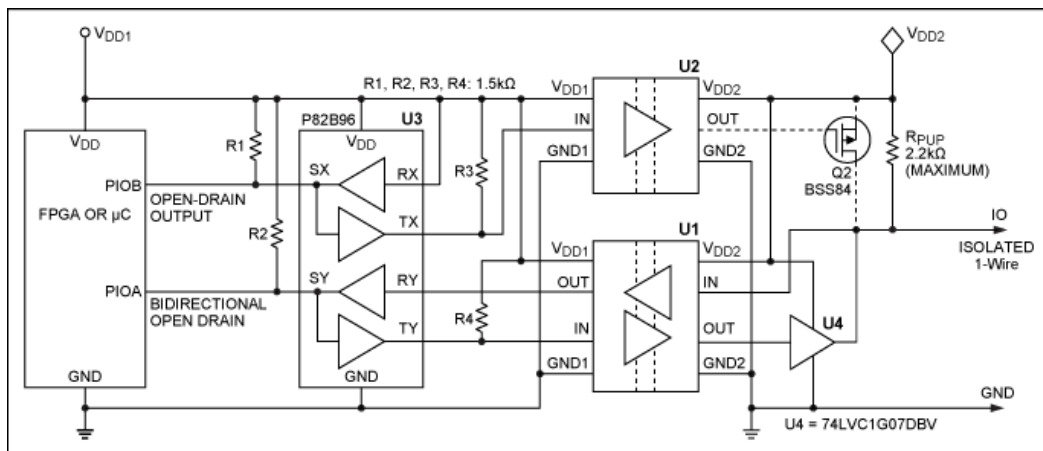 VDD1
VDD2
R1, R2, R3, R4: 1.5kΩ
U2
VDD1
VDD2
IN
OUT
GND1
GND2
Q2
BSS84
RPUP
2.2kΩ
(MAXIMUM)
VDD
FPGA OR µC
PIOB
PIOA
GND
OPEN-DRAIN
OUTPUT
BIDIRECTIONAL
OPEN DRAIN
R1
R2
P82B96
U3
VDD
SX
RX
TX
SY
RY
TY
GND
R3
R4
U1
VDD1
VDD2
OUT
IN
IN
OUT
GND1
GND2
U4
IO
ISOLATED
1-Wire
GND
U4 = 74LVC1G07DBV